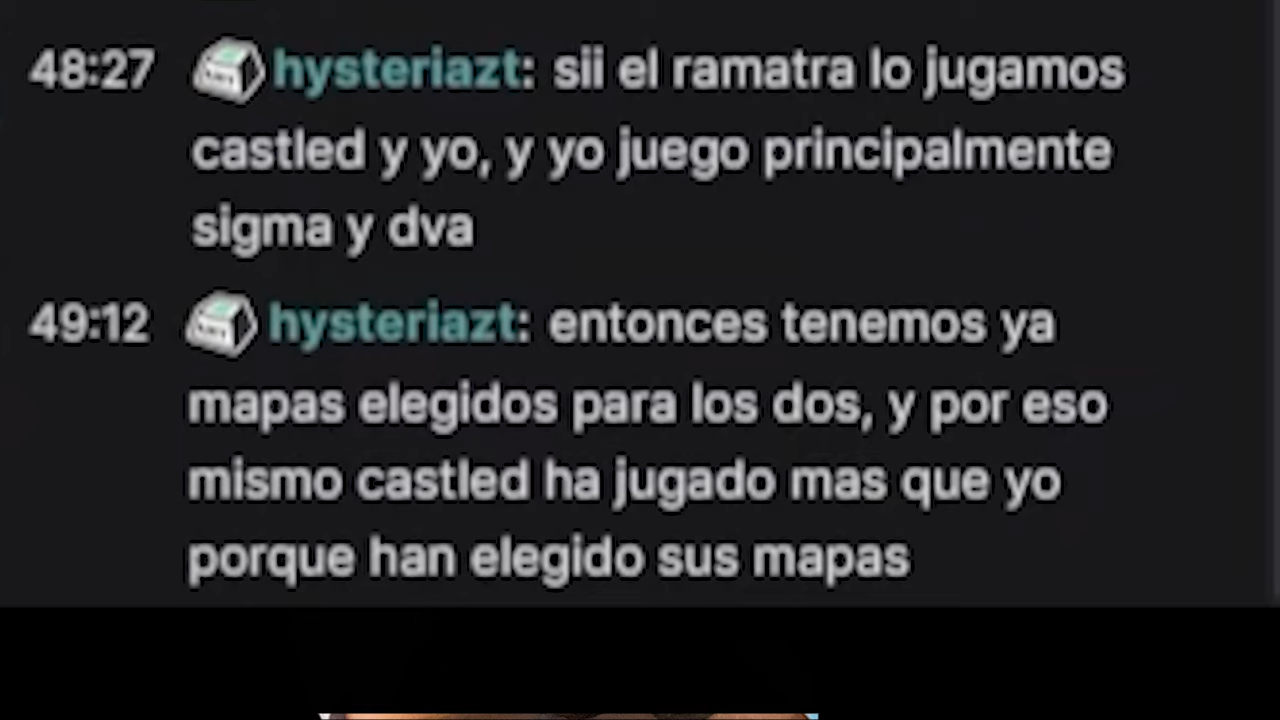 48:27 hysteriazt: sii el ramatra lo jugamos
castled y yo, y yo juego principalmente
sigma y dva
49:12 hysteriazt: entonces tenemos ya
mapas elegidos para los dos, y por eso
mismo castled ha jugado mas que yo
porque han elegido sus mapas